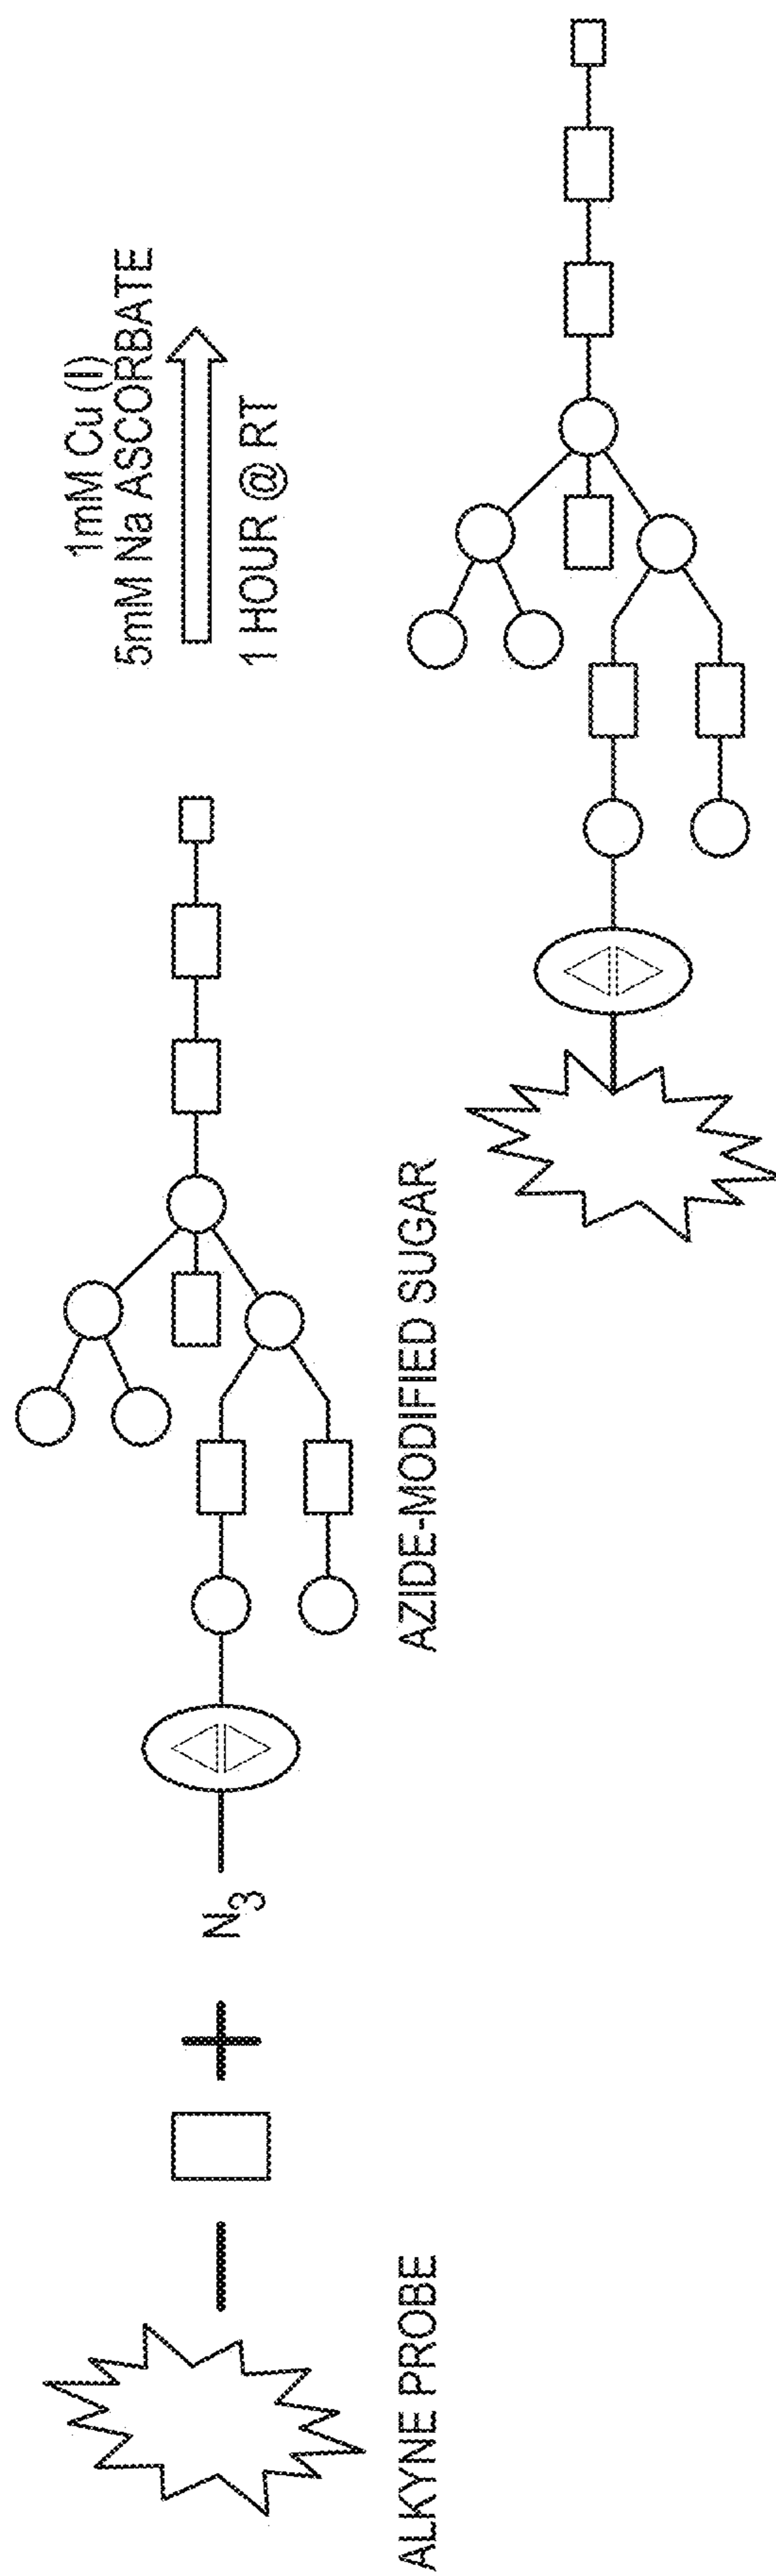 ALKYNE PROBE
N3
AZIDE-MODIFIED SUGAR
1mM Cu (I)
5mM Na ASCORBATE
1 HOUR @ RT